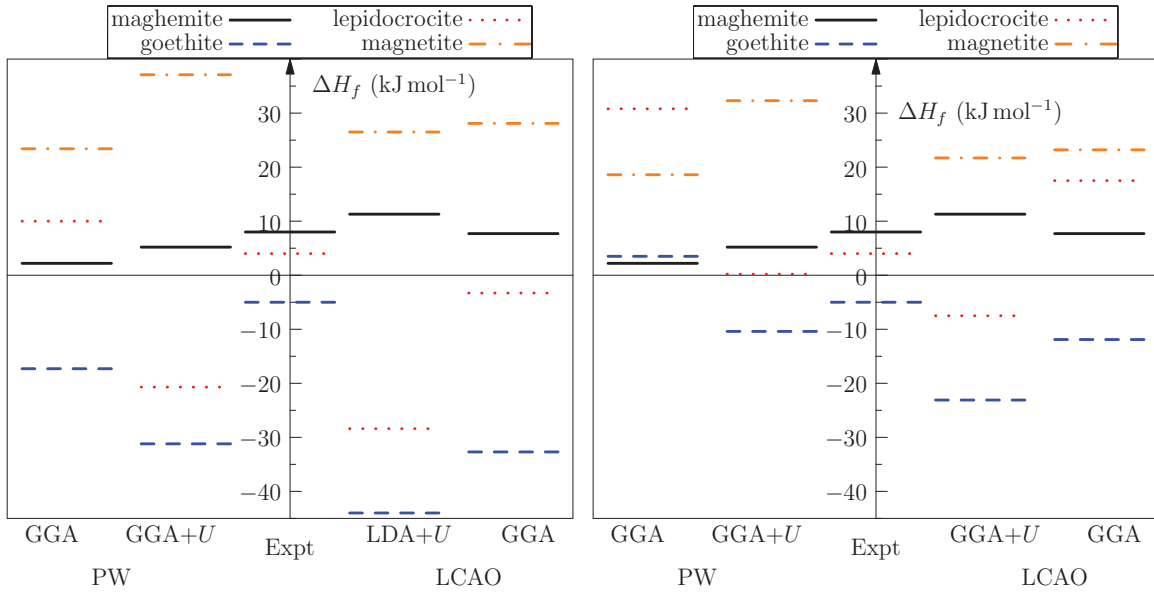 maghemite lepidocrocite
goethite magnetite
ΔH_f (kJ mol⁻¹)
30
20
10
0
−10
−20
−30
−40
GGA GGA+U Expt LDA+U GGA
PW LCAO
maghemite lepidocrocite
goethite magnetite
ΔH_f (kJ mol⁻¹)
30
20
10
0
−10
−20
−30
−40
GGA GGA+U Expt GGA+U GGA
PW LCAO